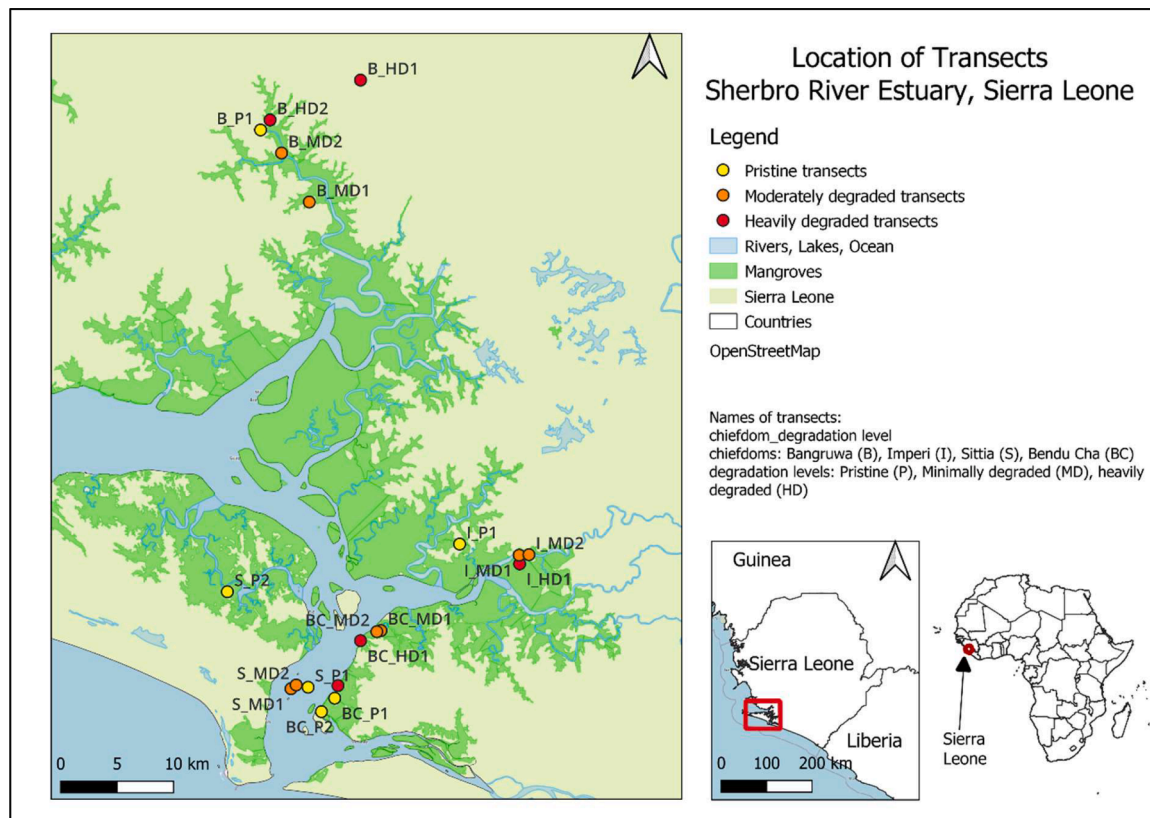 Location of Transects
Sherbro River Estuary, Sierra Leone
Legend
Pristine transects
Moderately degraded transects
Heavily degraded transects
Rivers, Lakes, Ocean
Mangroves
Sierra Leone
Countries
OpenStreetMap
Names of transects:
chiefdom_degradation level
chiefdoms: Bangruwa (B), Imperi (I), Sittia (S), Bendu Cha (BC)
degradation levels: Pristine (P), Minimally degraded (MD), heavily
degraded (HD)
B_HD1
B_HD2
B_P1
B_MD2
B_MD1
I_P1
I_MD2
I_MD1
I_HD1
S_P2
BC_MD2
BC_MD1
BC_HD1
S_MD2
S_P1
S_MD1
BC_P1
BC_P2
0 5 10 km
Guinea
Sierra Leone
Liberia
0 100 200 km
Sierra
Leone